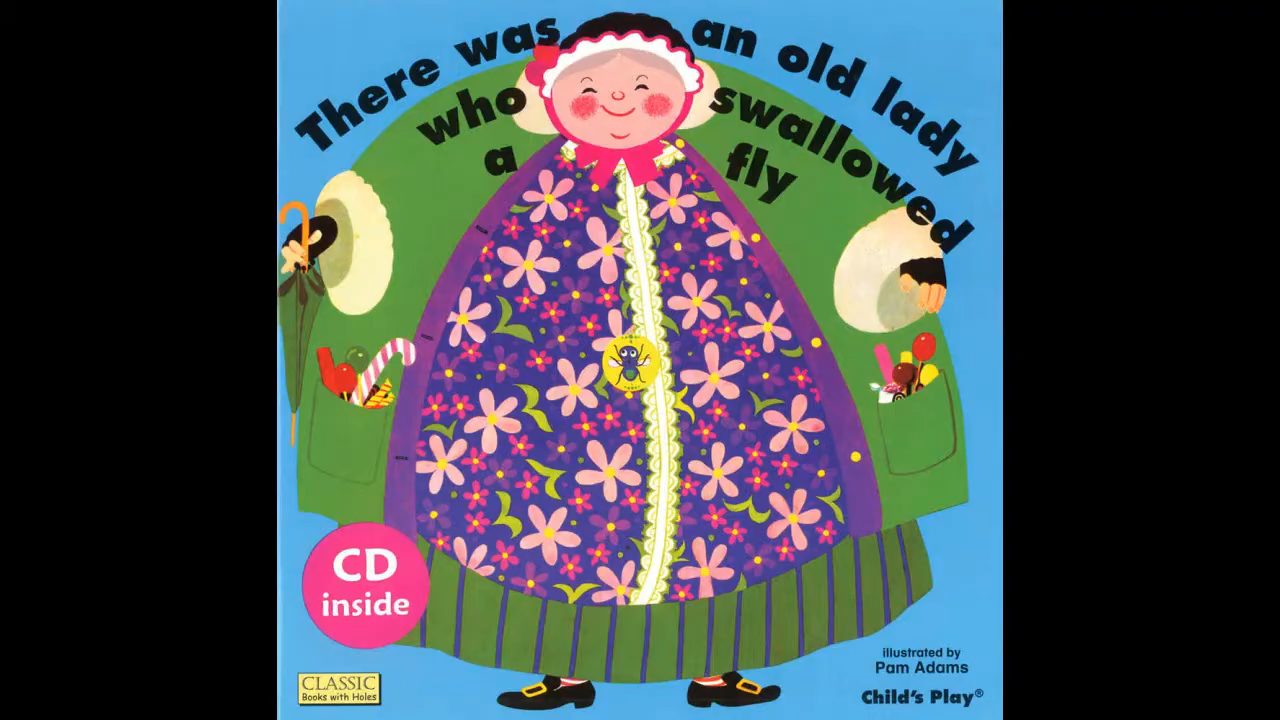 There was an old lady
who swallowed
a fly
CD
inside
CLASSIC
Books with Holes
illustrated by
Pam Adams
Child's Play®